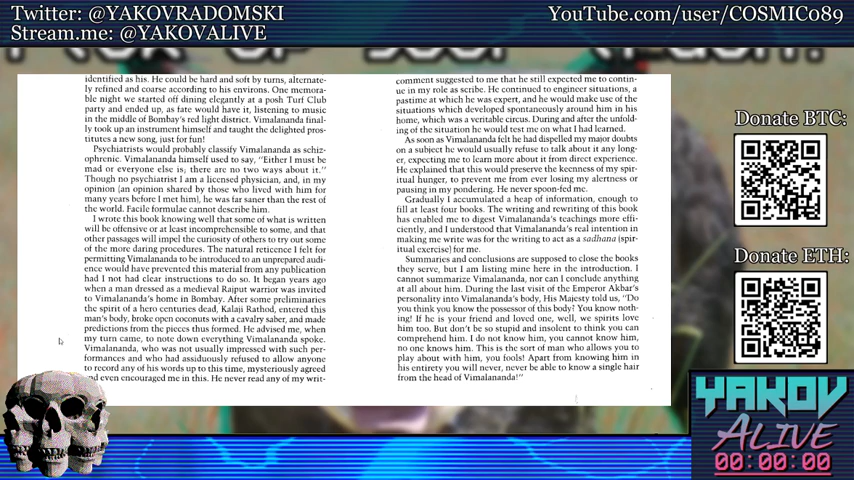 Twitter: @YAKOVRADOMSKI
Stream.me: @YAKOVALIVE
YouTube.com/user/COSMIC089
identified as his. He could be hard and soft by turns, alternate-
ly refined and coarse according to his environs. One memora-
ble night we started off dining elegantly at a posh Turf Club
party and ended up, as fate would have it, listening to music
in the middle of Bombay's red light district. Vimalananda final-
ly took up an instrument himself and taught the delighted pros-
titutes a new song, just for fun!
Psychiatrists would probably classify Vimalananda as schiz-
ophrenic. Vimalananda himself used to say, "Either I must be
mad or everyone else is; there are no two ways about it."
Though no psychiatrist I am a licensed physician, and, in my
opinion (an opinion shared by those who lived with him for
many years before I met him), he was far saner than the rest of
the world. Facile formulae cannot describe him.
I wrote this book knowing well that some of what is written
will be offensive or at least incomprehensible to some, and that
other passages will impel the curiosity of others to try out some
of the more daring procedures. The natural reticence I felt for
permitting Vimalananda to be introduced to an unprepared audi-
ence would have prevented this material from any publication
had I not had clear instructions to do so. It began years ago
when a man dressed as a medieval Rajput warrior was invited
to Vimalananda's home in Bombay. After some preliminaries
the spirit of a hero centuries dead, Kalaji Rathod, entered this
man's body, broke open coconuts with a cavalry saber, and made
predictions from the pieces thus formed. He advised me, when
my turn came, to note down everything Vimalananda spoke.
Vimalananda, who was not usually impressed with such per-
formances and who had assiduously refused to allow anyone
to record any of his words up to this time, mysteriously agreed
and even encouraged me in this. He never read any of my writ-
comment suggested to me that he still expected me to contin-
ue in my role as scribe. He continued to engineer situations, a
pastime at which he was expert, and he would make use of the
situations which developed spontaneously around him in his
home, which was a veritable circus. During and after the unfold-
ing of the situation he would test me on what I had learned.
As soon as Vimalananda felt he had dispelled my major doubts
on a subject he would usually refuse to talk about it any long-
er, expecting me to learn more about it from direct experience.
He explained that this would preserve the keenness of my spir-
itual hunger, to prevent me from ever losing my alertness or
pausing in my pondering. He never spoon-fed me.
Gradually I accumulated a heap of information, enough to
fill at least four books. The writing and rewriting of this book
has enabled me to digest Vimalananda's teachings more effi-
ciently, and I understood that Vimalananda's real intention in
making me write was for the writing to act as a sadhana (spir-
itual exercise) for me.
Summaries and conclusions are supposed to close the books
they serve, but I am listing mine here in the introduction. I
cannot summarize Vimalananda, nor can I conclude anything
at all about him. During the last visit of the Emperor Akbar's
personality into Vimalananda's body, His Majesty told us, "Do
you think you know the possessor of this body? You know noth-
ing! If he is your friend and loved one, well, we spirits love
him too. But don't be so stupid and insolent to think you can
comprehend him. I do not know him, you cannot know him,
no one knows him. This is the sort of man who allows you to
play about with him, you fools! Apart from knowing him in
his entirety you will never, never be able to know a single hair
from the head of Vimalananda!"
Donate BTC:
Donate ETH:
YAKOV
ALIVE
00:00:00